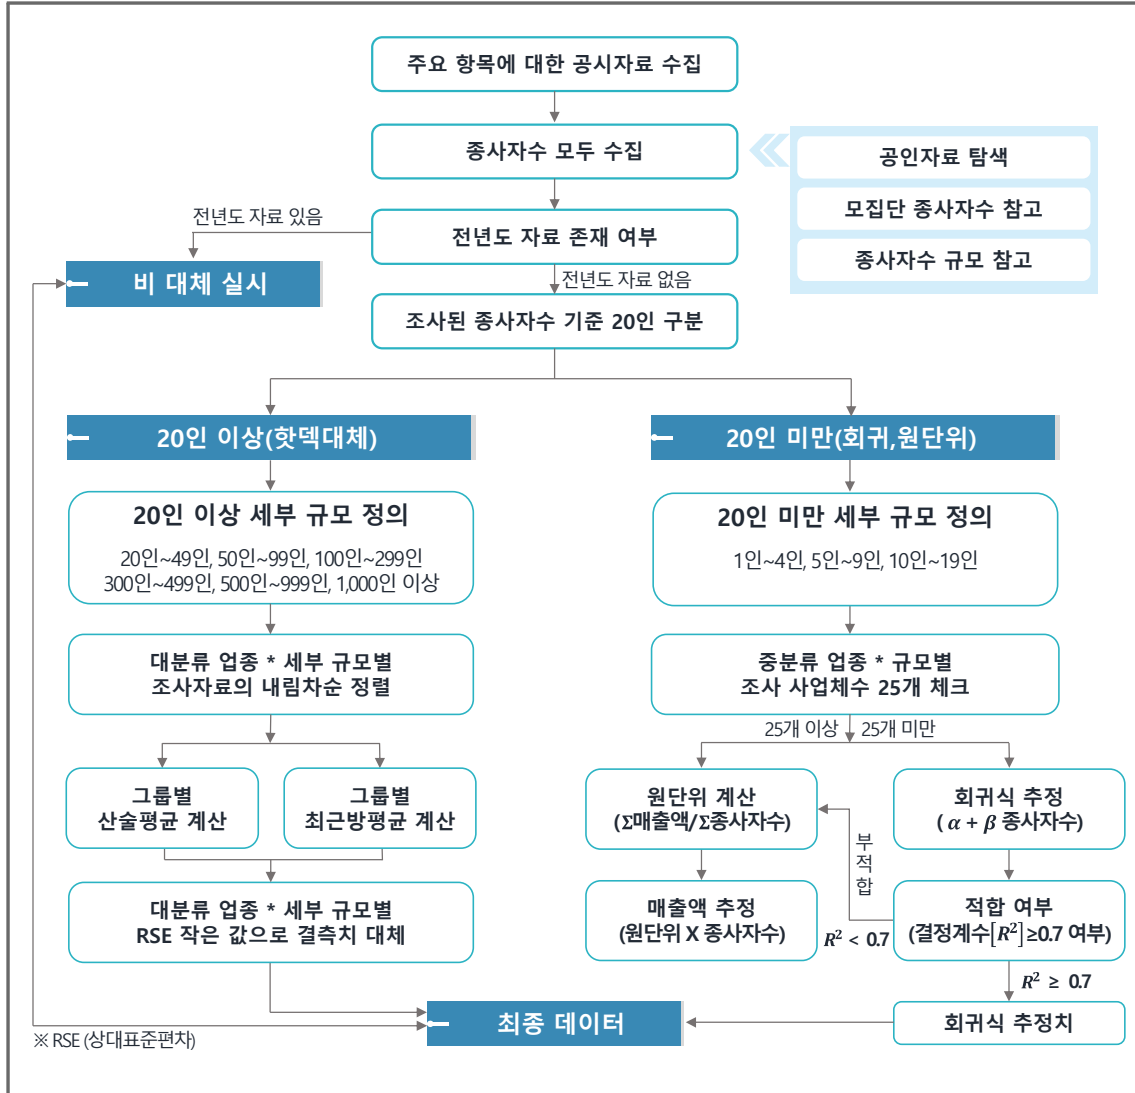 주요 항목에 대한 공시자료 수집
종사자수 모두 수집
공인자료 탐색
모집단 종사자수 참고
종사자수 규모 참고
전년도 자료 있음
전년도 자료 존재 여부
비 대체 실시
전년도 자료 없음
조사된 종사자수 기준 20인 구분
20인 이상(핫덱대체)
20인 미만(회귀,원단위)
20인 이상 세부 규모 정의
20인~49인, 50인~99인, 100인~299인
300인~499인, 500인~999인, 1,000인 이상
20인 미만 세부 규모 정의
1인~4인, 5인~9인, 10인~19인
대분류 업종 * 세부 규모별
조사자료의 내림차순 정렬
중분류 업종 * 규모별
조사 사업체수 25개 체크
25개 이상
25개 미만
그룹별
산술평균 계산
그룹별
최근방평균 계산
원단위 계산
(Σ매출액/Σ종사자수)
회귀식 추정
( α + β 종사자수)
부적합
대분류 업종 * 세부 규모별
RSE 작은 값으로 결측치 대체
매출액 추정
(원단위 X 종사자수)
적합 여부
(결정계수[R²]≥0.7 여부)
R² < 0.7
R² ≥ 0.7
최종 데이터
회귀식 추정치
※ RSE (상대표준편차)